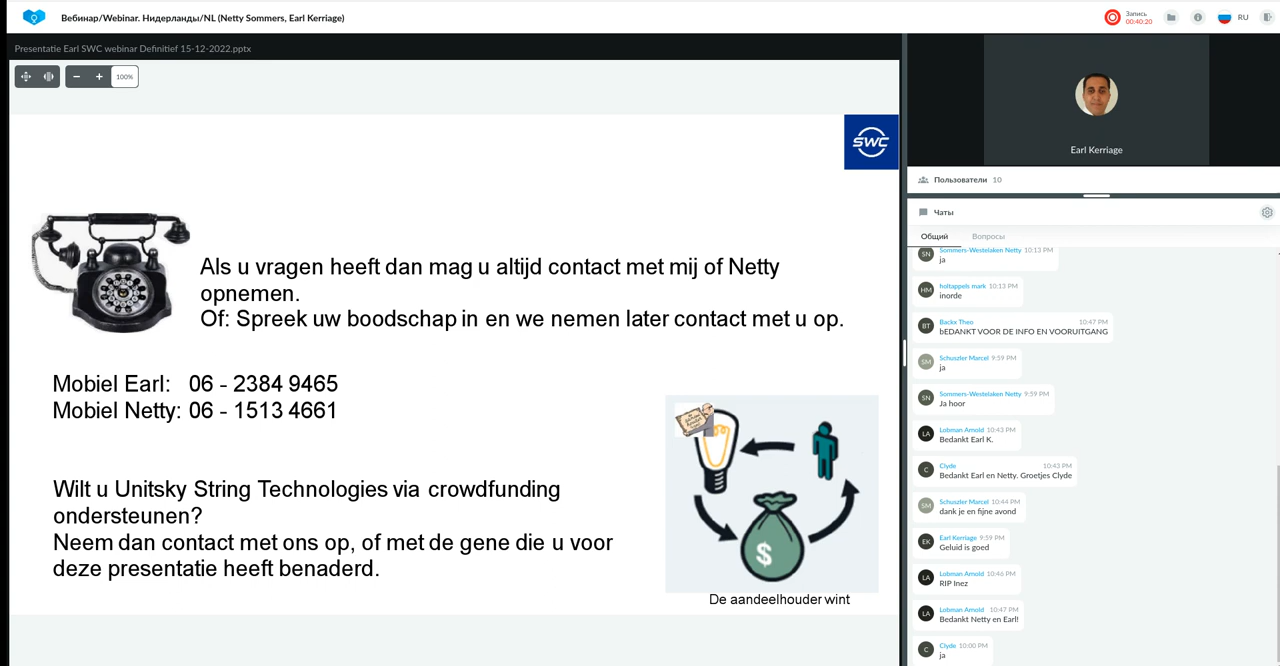 Вебинар/Webinar. Нидерланды/NL (Netty Sommers, Earl Kerriage)
Запись
00:40:20
RU
Presentatie Earl SWC webinar Definitief 15-12-2022.pptx
100%
SWC
Als u vragen heeft dan mag u altijd contact met mij of Netty
opnemen.
Of: Spreek uw boodschap in en we nemen later contact met u op.
Mobiel Earl: 06 - 2384 9465
Mobiel Netty: 06 - 1513 4661
Wilt u Unitsky String Technologies via crowdfunding
ondersteunen?
Neem dan contact met ons op, of met de gene die u voor
deze presentatie heeft benaderd.
$
De aandeelhouder wint
Earl Kerriage
Пользователи 10
Чаты
Общий Вопросы
SN Sommers-Westelaken Netty 10:13 PM
ja
HM holtappels mark 10:13 PM
inorde
BT Backx Theo 10:47 PM
bEDANKT VOOR DE INFO EN VOORUITGANG
SM Schuszler Marcel 9:59 PM
ja
SN Sommers-Westelaken Netty 9:59 PM
Ja hoor
LA Lobman Arnold 10:43 PM
Bedankt Earl K.
C Clyde 10:43 PM
Bedankt Earl en Netty. Groetjes Clyde
SM Schuszler Marcel 10:44 PM
dank je en fijne avond
EK Earl Kerriage 9:59 PM
Geluid is goed
LA Lobman Arnold 10:46 PM
RIP Inez
LA Lobman Arnold 10:47 PM
Bedankt Netty en Earl!
C Clyde 10:00 PM
ja